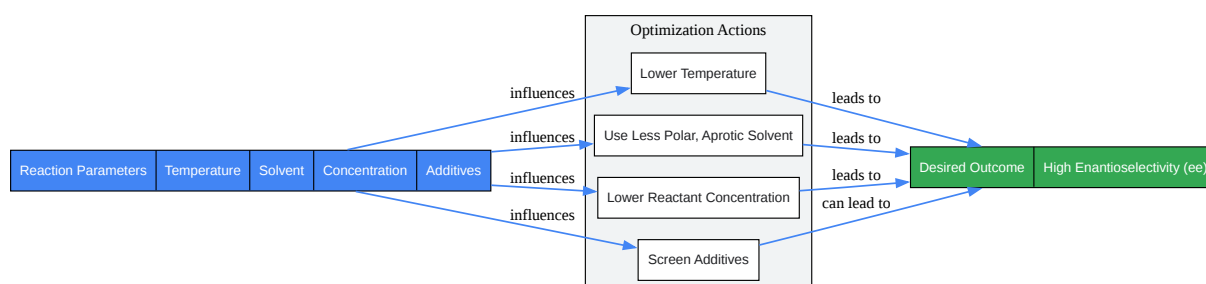 Optimization Actions
Lower Temperature
influences
leads to
influences
Use Less Polar, Aprotic Solvent
leads to
Reaction Parameters
Temperature
Solvent
Concentration
Additives
Desired Outcome
High Enantioselectivity (ee)
influences
Lower Reactant Concentration
leads to
can lead to
influences
Screen Additives